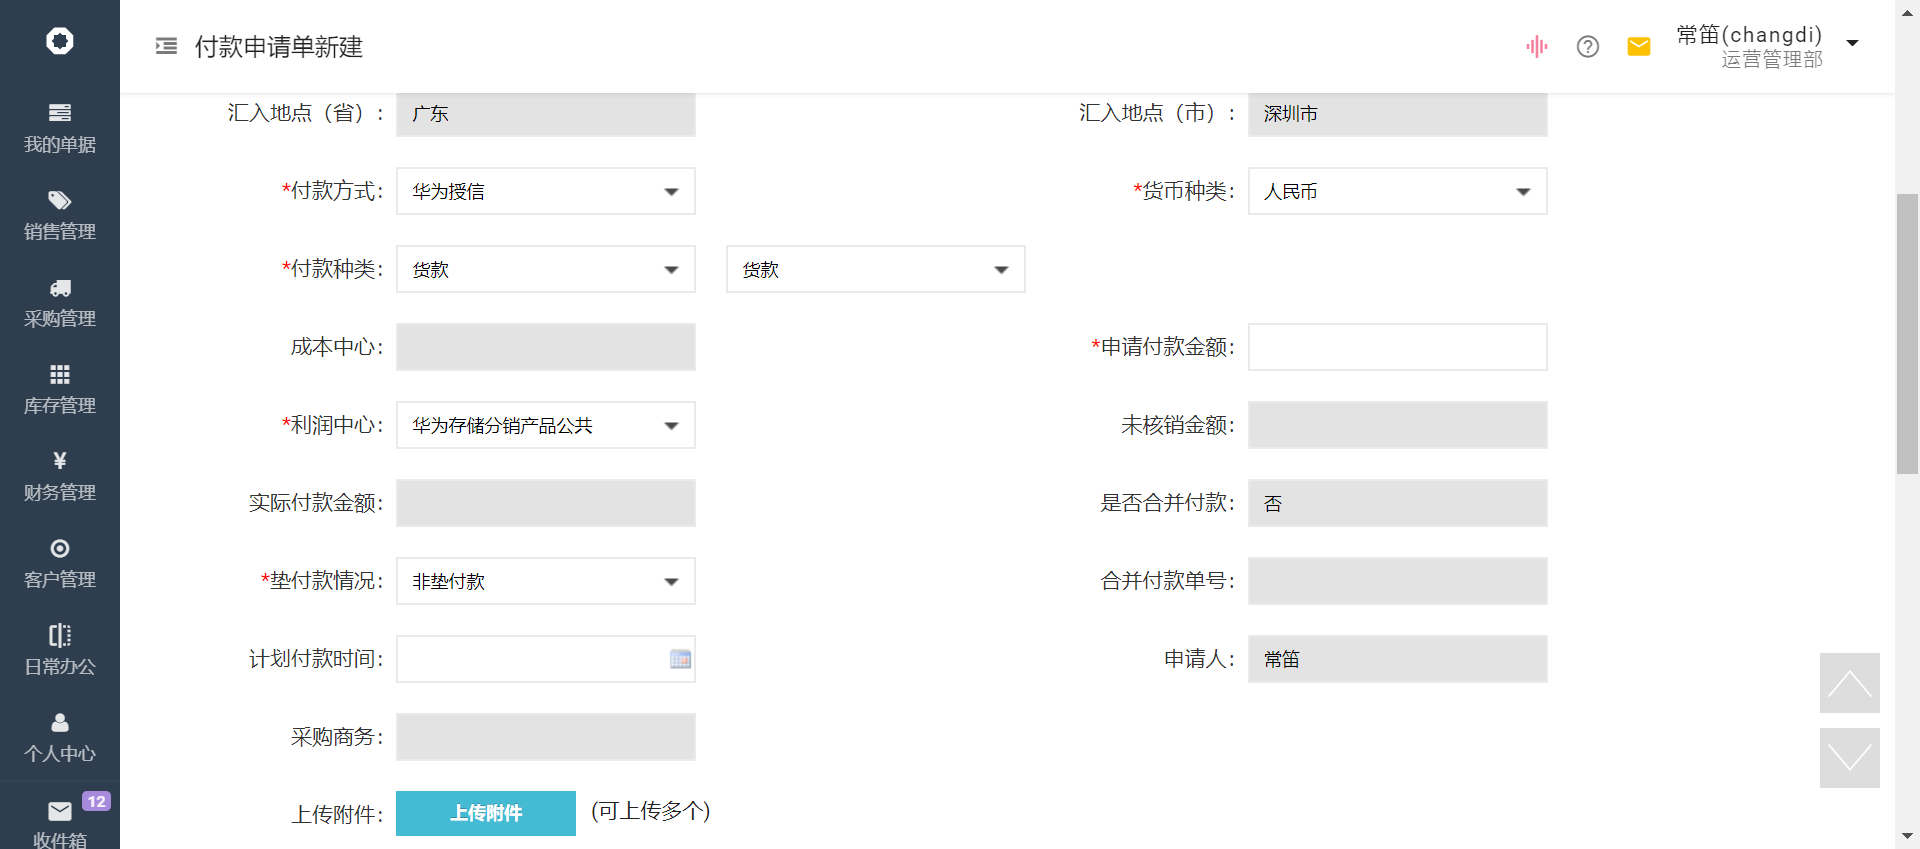 付款申请单新建
常笛(changdi)
运营管理部
我的单据
销售管理
采购管理
库存管理
¥
财务管理
客户管理
日常办公
个人中心
12
收件箱
汇入地点（省）: 广东
汇入地点（市）: 深圳市
*付款方式: 华为授信
*货币种类: 人民币
*付款种类: 货款 货款
成本中心:
*申请付款金额:
*利润中心: 华为存储分销产品公共
未核销金额:
实际付款金额:
是否合并付款: 否
*垫付款情况: 非垫付款
合并付款单号:
计划付款时间:
申请人: 常笛
采购商务:
上传附件: 上传附件 (可上传多个)